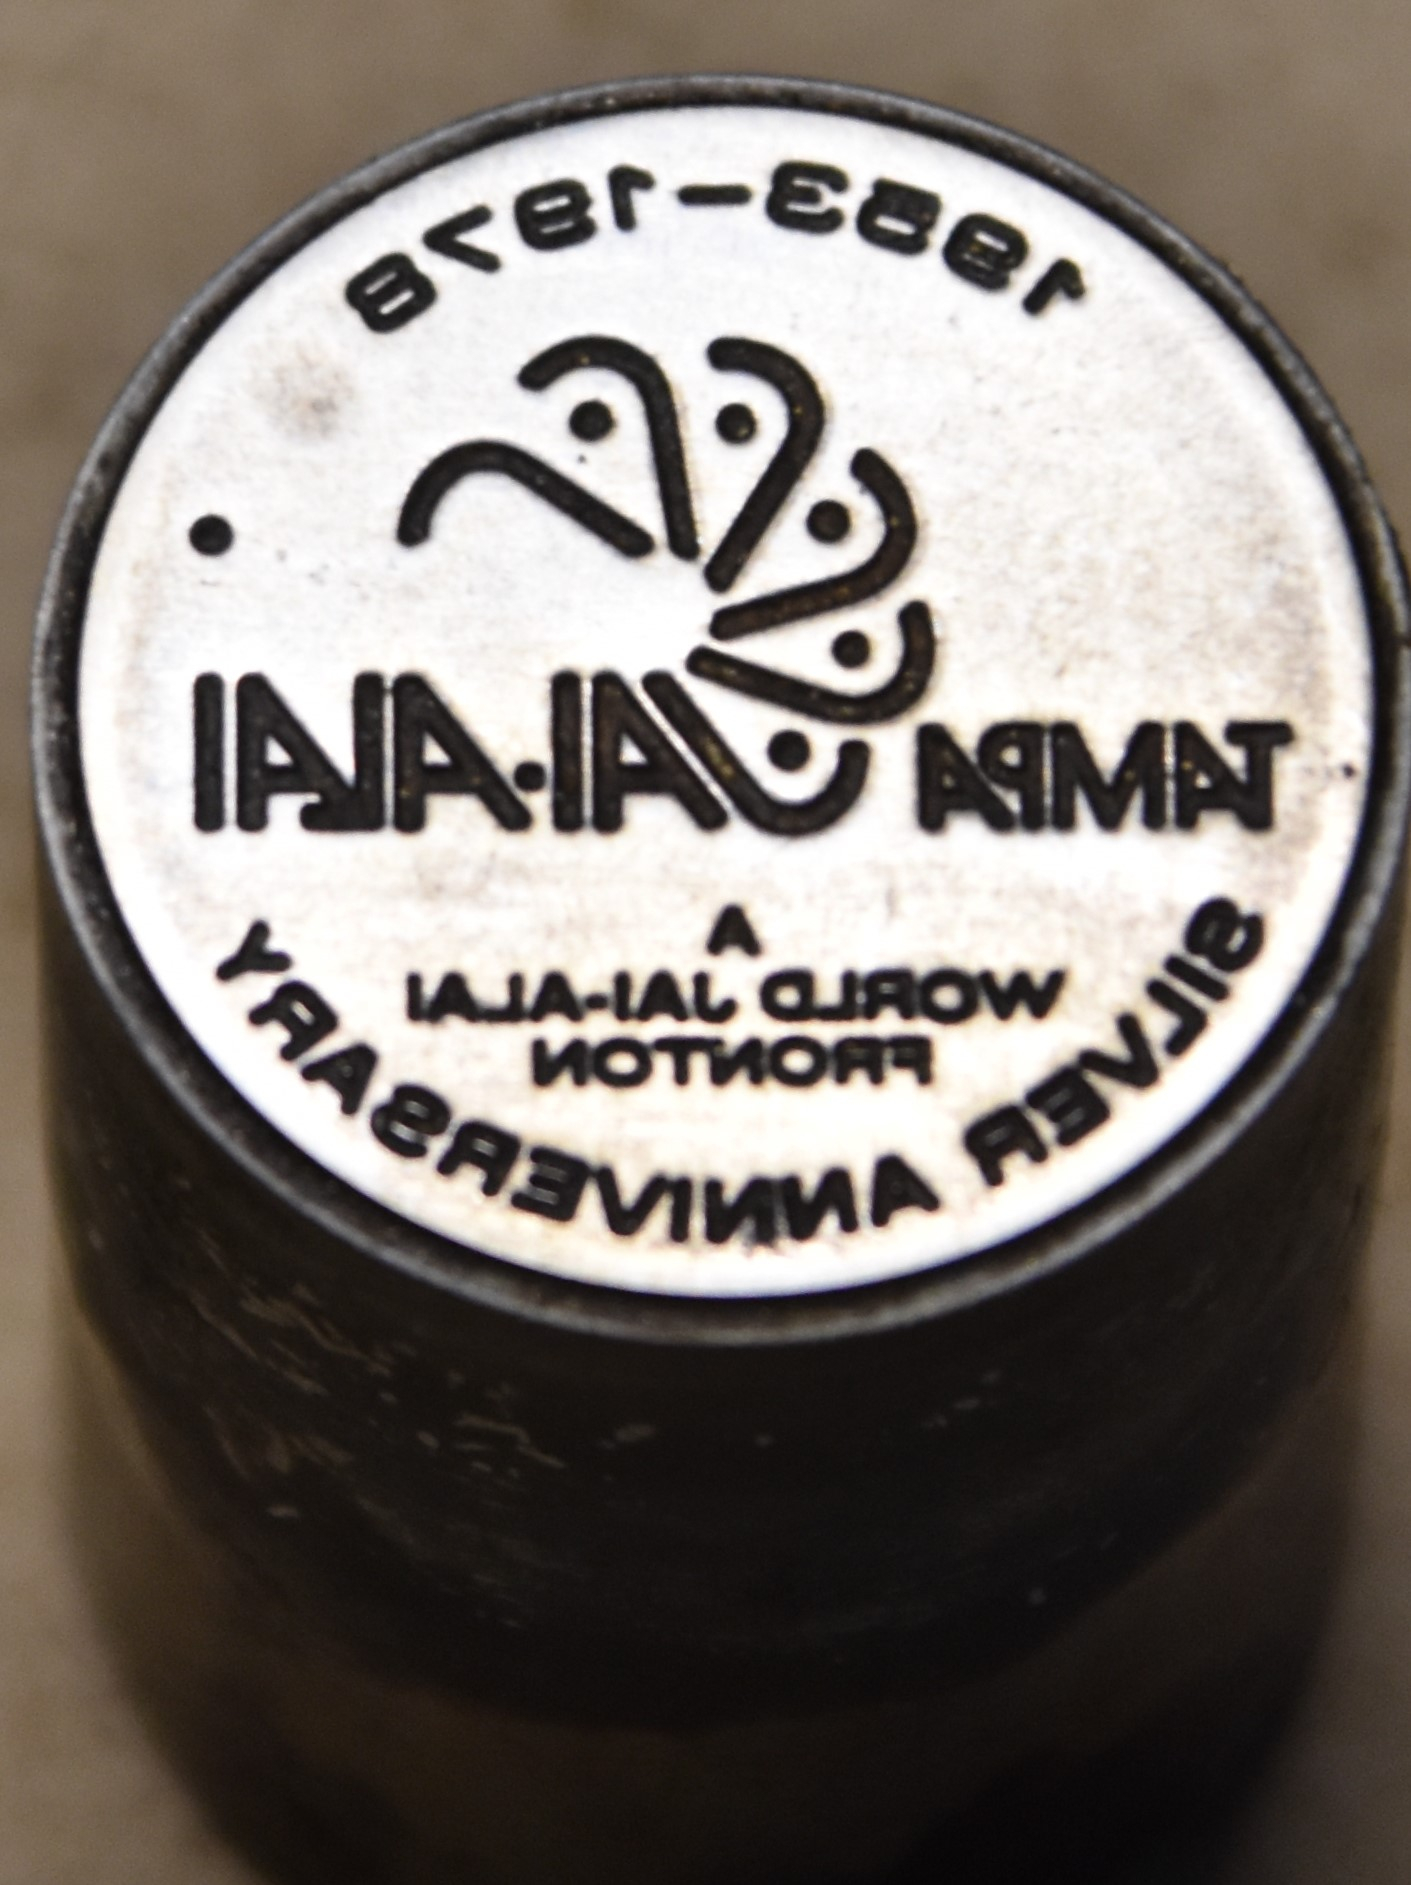 1953-1978
TAMPA JAI·ALAI
A
WORLD JAI-ALAI
FRONTON
SILVER ANNIVERSARY